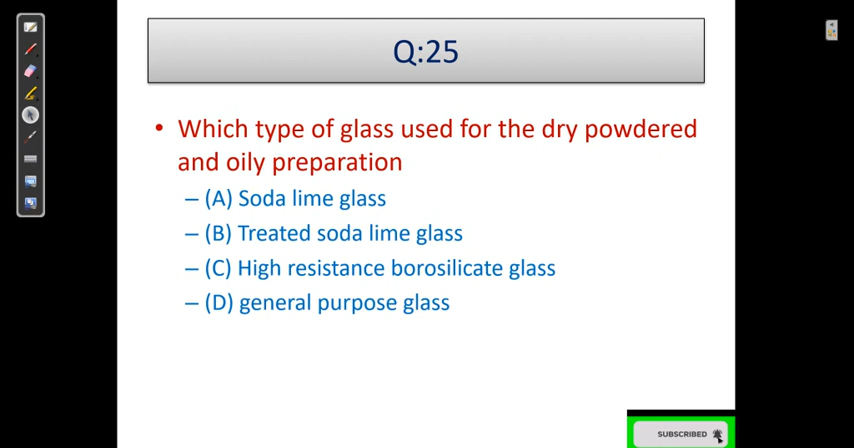 Q:25
• Which type of glass used for the dry powdered
and oily preparation
– (A) Soda lime glass
– (B) Treated soda lime glass
– (C) High resistance borosilicate glass
– (D) general purpose glass
SUBSCRIBED